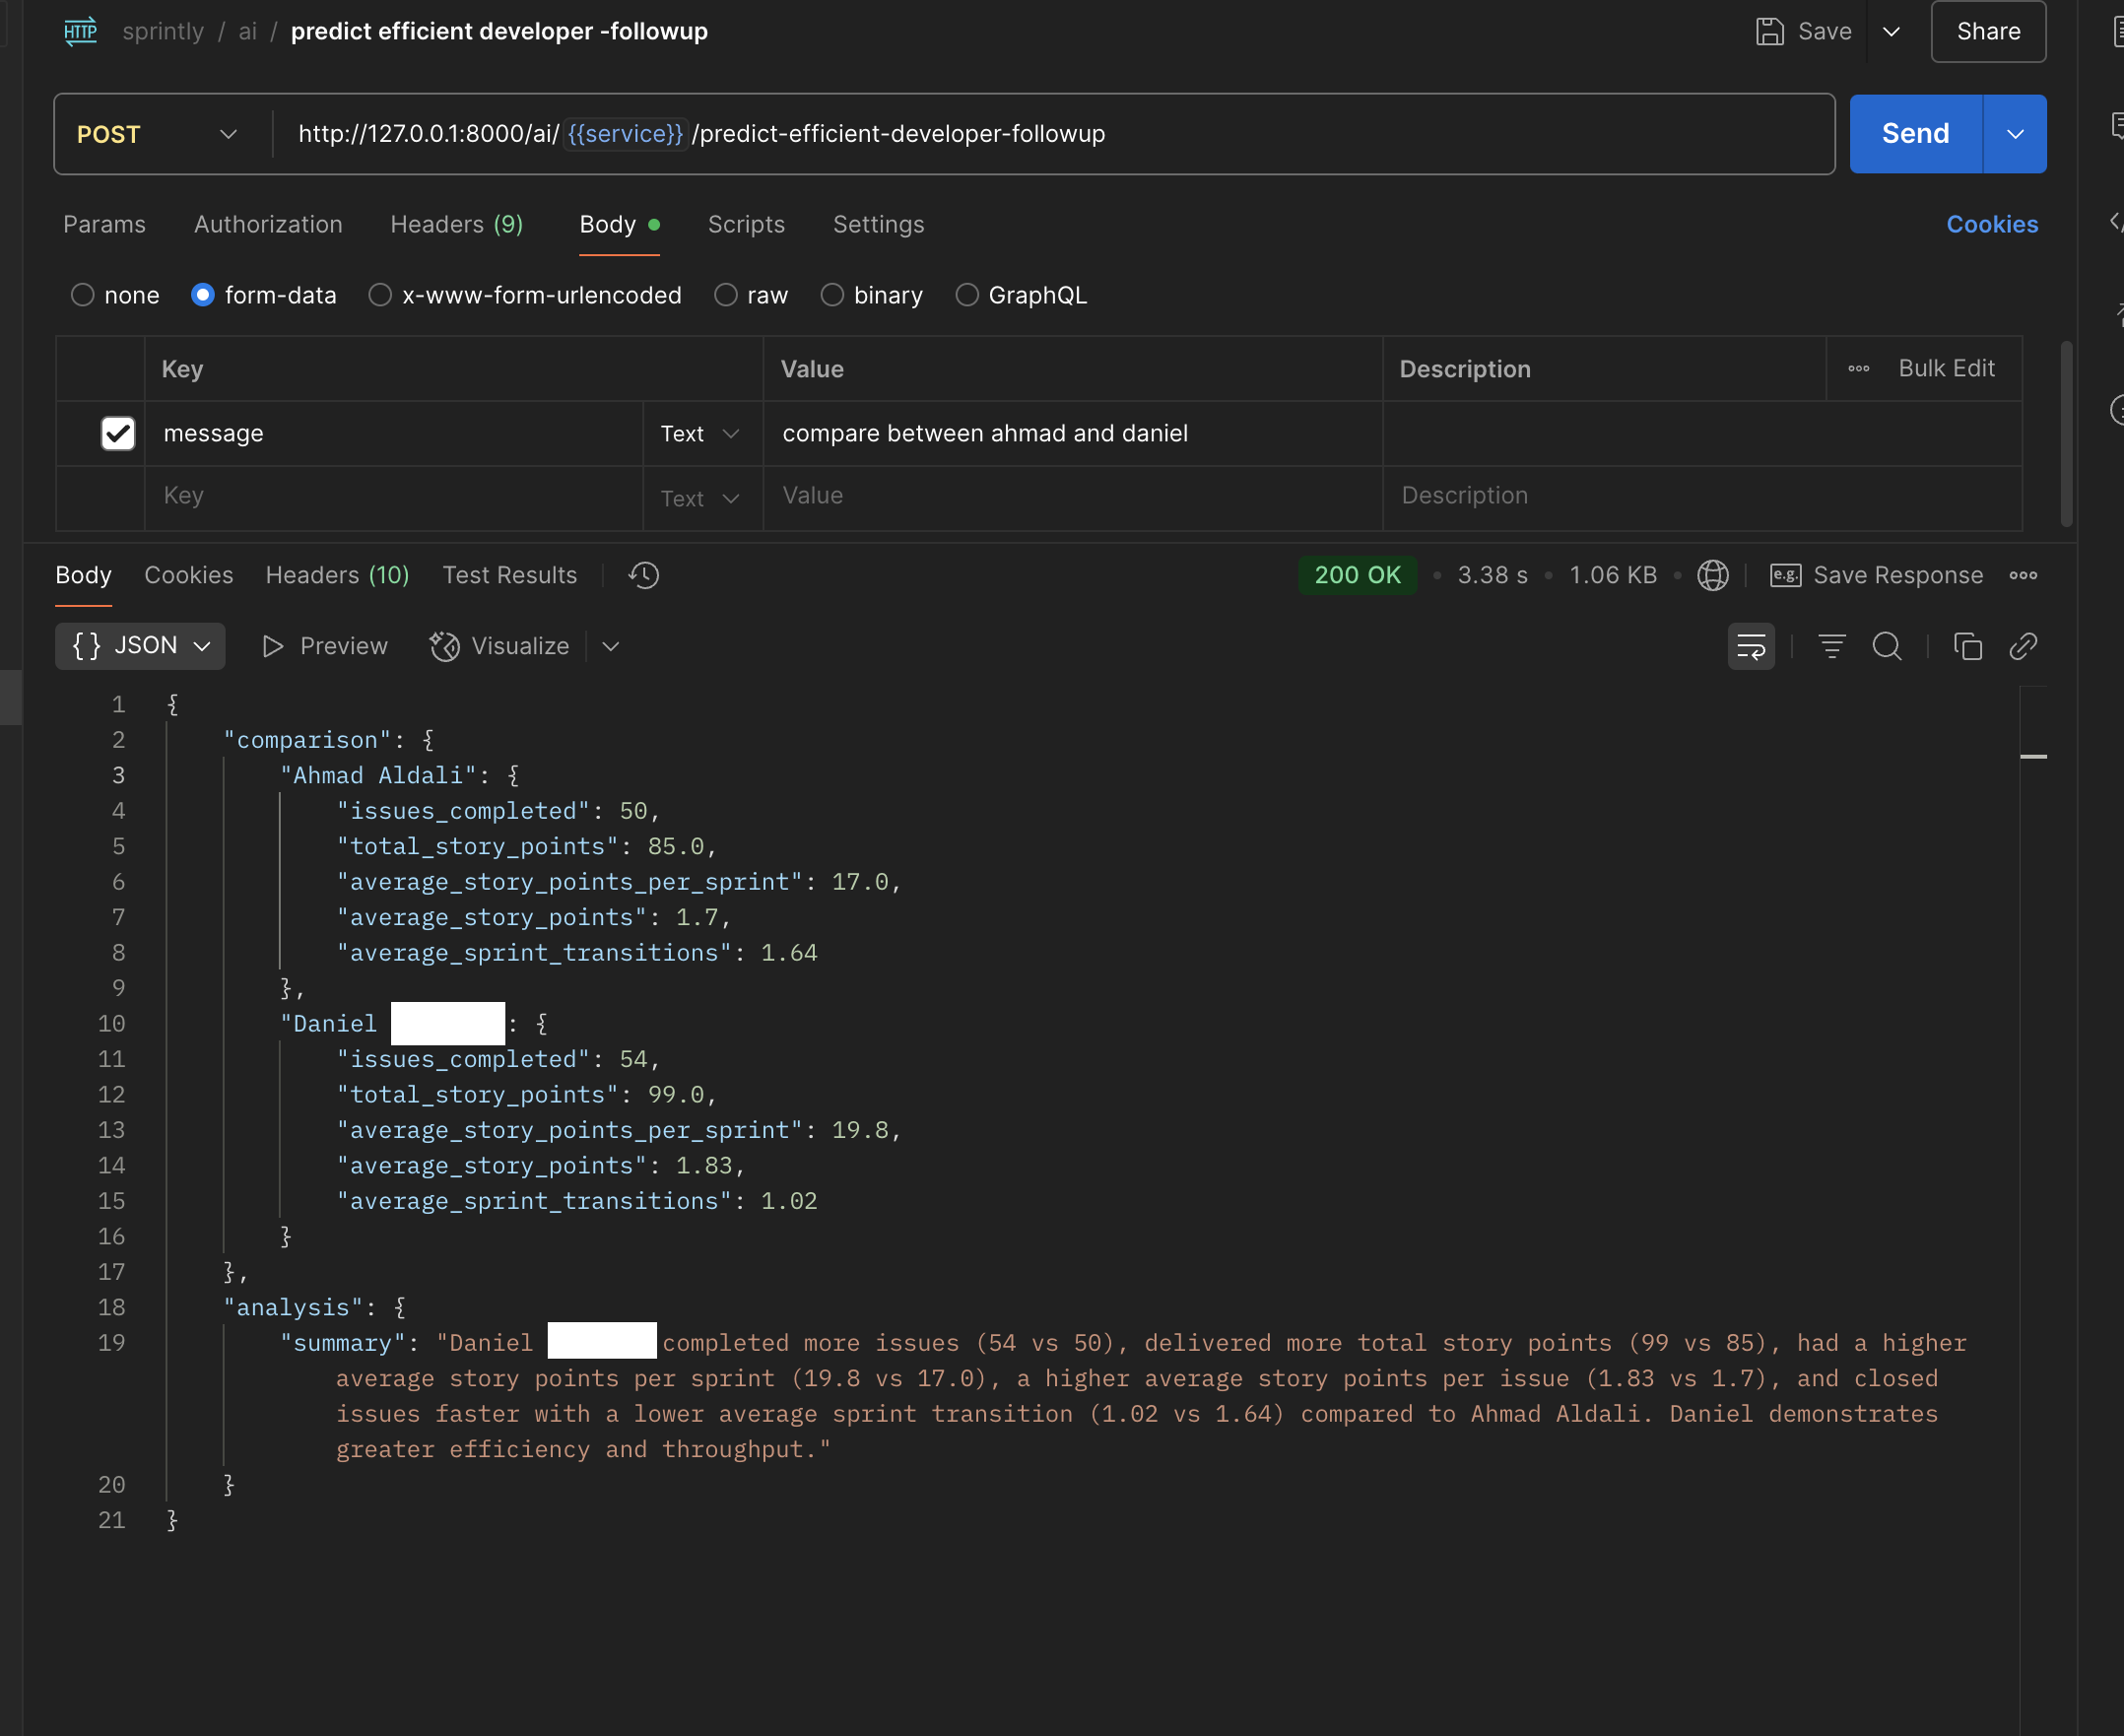 HTTP sprintly / ai / predict efficient developer -followup Save Share
POST http://127.0.0.1:8000/ai/{{service}}/predict-efficient-developer-followup Send
Params Authorization Headers (9) Body Scripts Settings Cookies
none form-data x-www-form-urlencoded raw binary GraphQL
Key Value Description Bulk Edit
message Text compare between ahmad and daniel
Key Text Value Description
Body Cookies Headers (10) Test Results 200 OK • 3.38 s • 1.06 KB • e.g. Save Response
{} JSON Preview Visualize
1 {
2 "comparison": {
3 "Ahmad Aldali": {
4 "issues_completed": 50,
5 "total_story_points": 85.0,
6 "average_story_points_per_sprint": 17.0,
7 "average_story_points": 1.7,
8 "average_sprint_transitions": 1.64
9 },
10 "Daniel : {
11 "issues_completed": 54,
12 "total_story_points": 99.0,
13 "average_story_points_per_sprint": 19.8,
14 "average_story_points": 1.83,
15 "average_sprint_transitions": 1.02
16 }
17 },
18 "analysis": {
19 "summary": "Daniel completed more issues (54 vs 50), delivered more total story points (99 vs 85), had a higher
average story points per sprint (19.8 vs 17.0), a higher average story points per issue (1.83 vs 1.7), and closed
issues faster with a lower average sprint transition (1.02 vs 1.64) compared to Ahmad Aldali. Daniel demonstrates
greater efficiency and throughput."
20 }
21 }